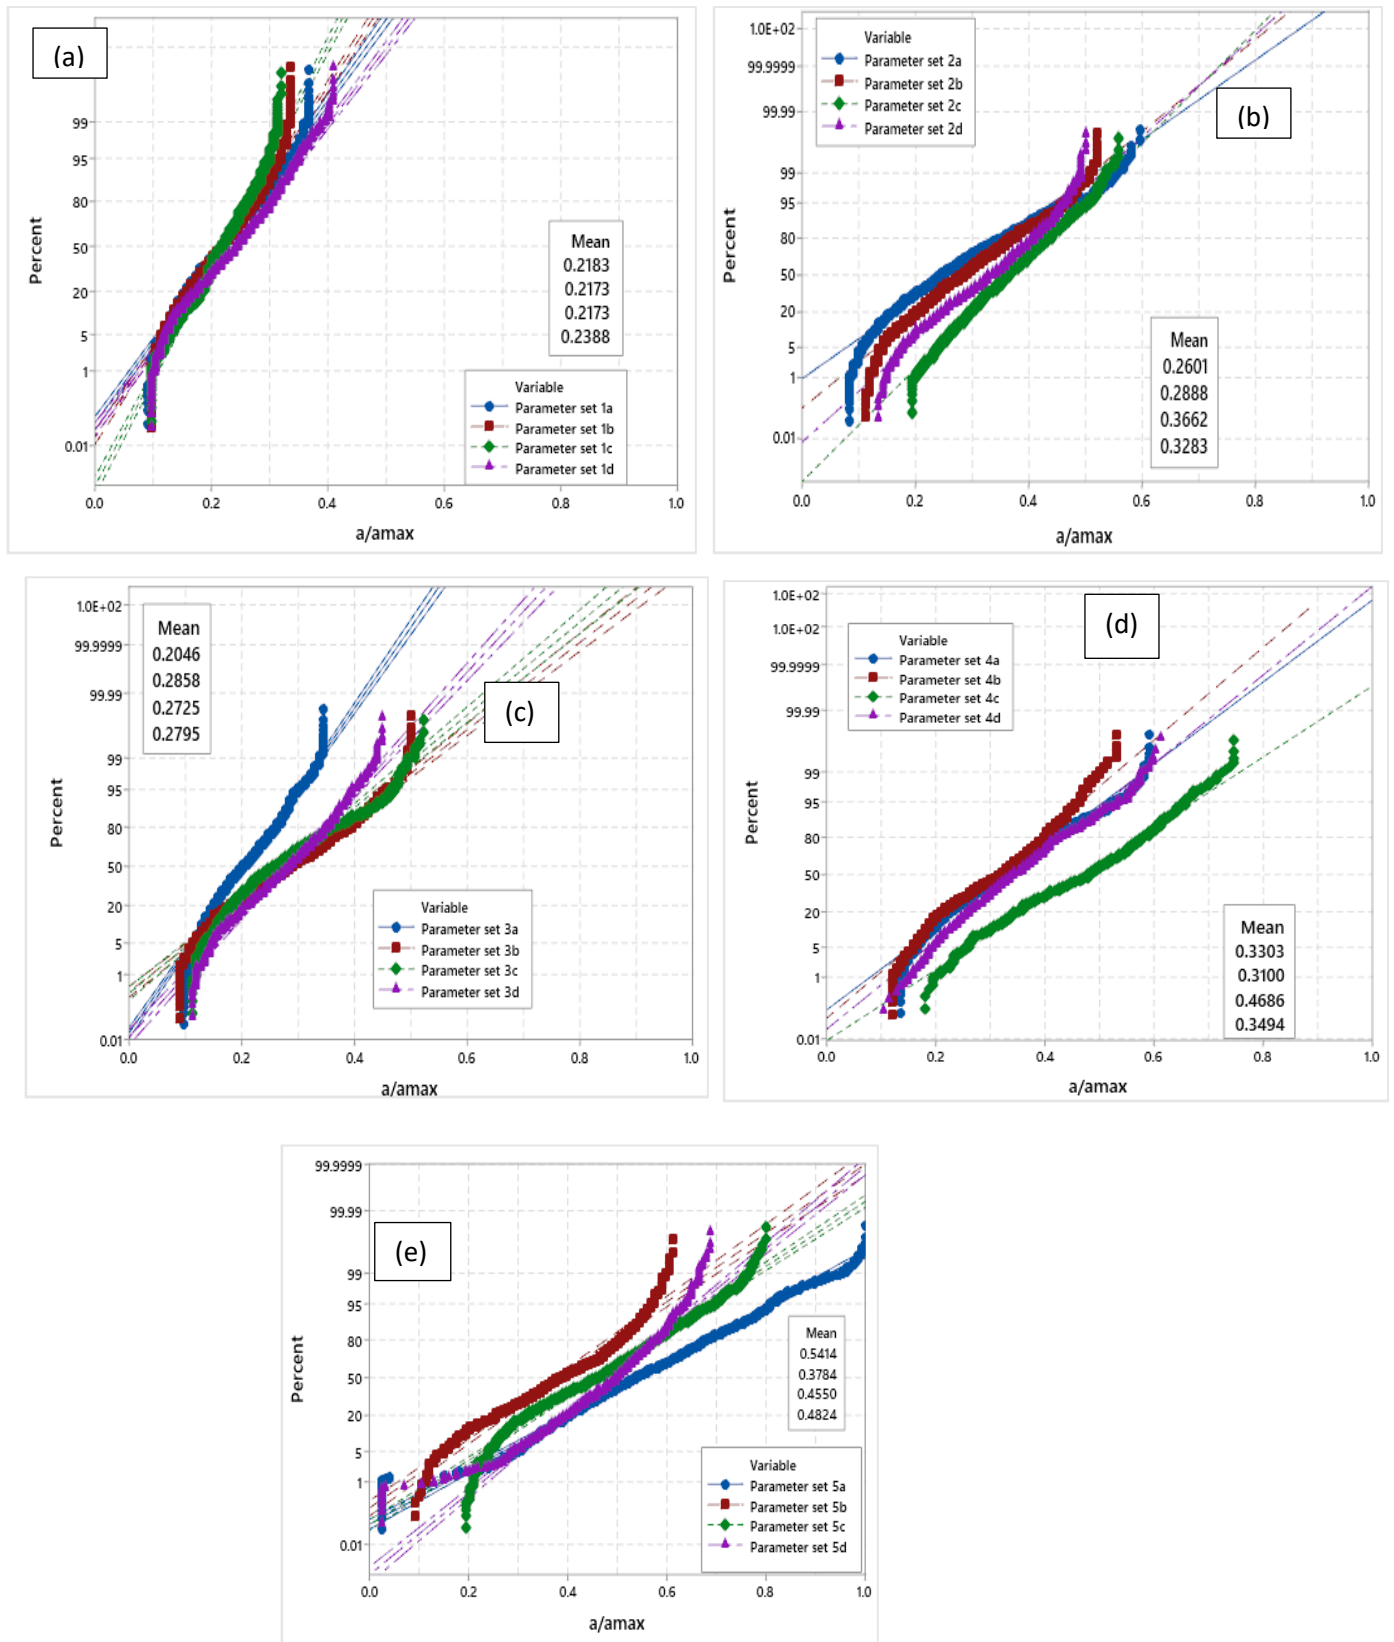 (a)
99
95
80
50
20
5
1
0.01
Percent
0.0 0.2 0.4 0.6 0.8 1.0
a/amax
Mean
0.2183
0.2173
0.2173
0.2388
Variable
Parameter set 1a
Parameter set 1b
Parameter set 1c
Parameter set 1d
(b)
1.0E+02
99.9999
99.99
99
95
80
50
20
5
1
0.01
Percent
0.0 0.2 0.4 0.6 0.8 1.0
a/amax
Variable
Parameter set 2a
Parameter set 2b
Parameter set 2c
Parameter set 2d
Mean
0.2601
0.2888
0.3662
0.3283
(c)
1.0E+02
99.9999
99.99
99
95
80
50
20
5
1
0.01
Percent
0.0 0.2 0.4 0.6 0.8 1.0
a/amax
Mean
0.2046
0.2858
0.2725
0.2795
Variable
Parameter set 3a
Parameter set 3b
Parameter set 3c
Parameter set 3d
(d)
1.0E+02
1.0E+02
99.9999
99.99
99
95
80
50
20
5
1
0.01
Percent
0.0 0.2 0.4 0.6 0.8 1.0
a/amax
Variable
Parameter set 4a
Parameter set 4b
Parameter set 4c
Parameter set 4d
Mean
0.3303
0.3100
0.4686
0.3494
(e)
99.9999
99.99
99
95
80
50
20
5
1
0.01
Percent
0.0 0.2 0.4 0.6 0.8 1.0
a/amax
Mean
0.5414
0.3784
0.4550
0.4824
Variable
Parameter set 5a
Parameter set 5b
Parameter set 5c
Parameter set 5d